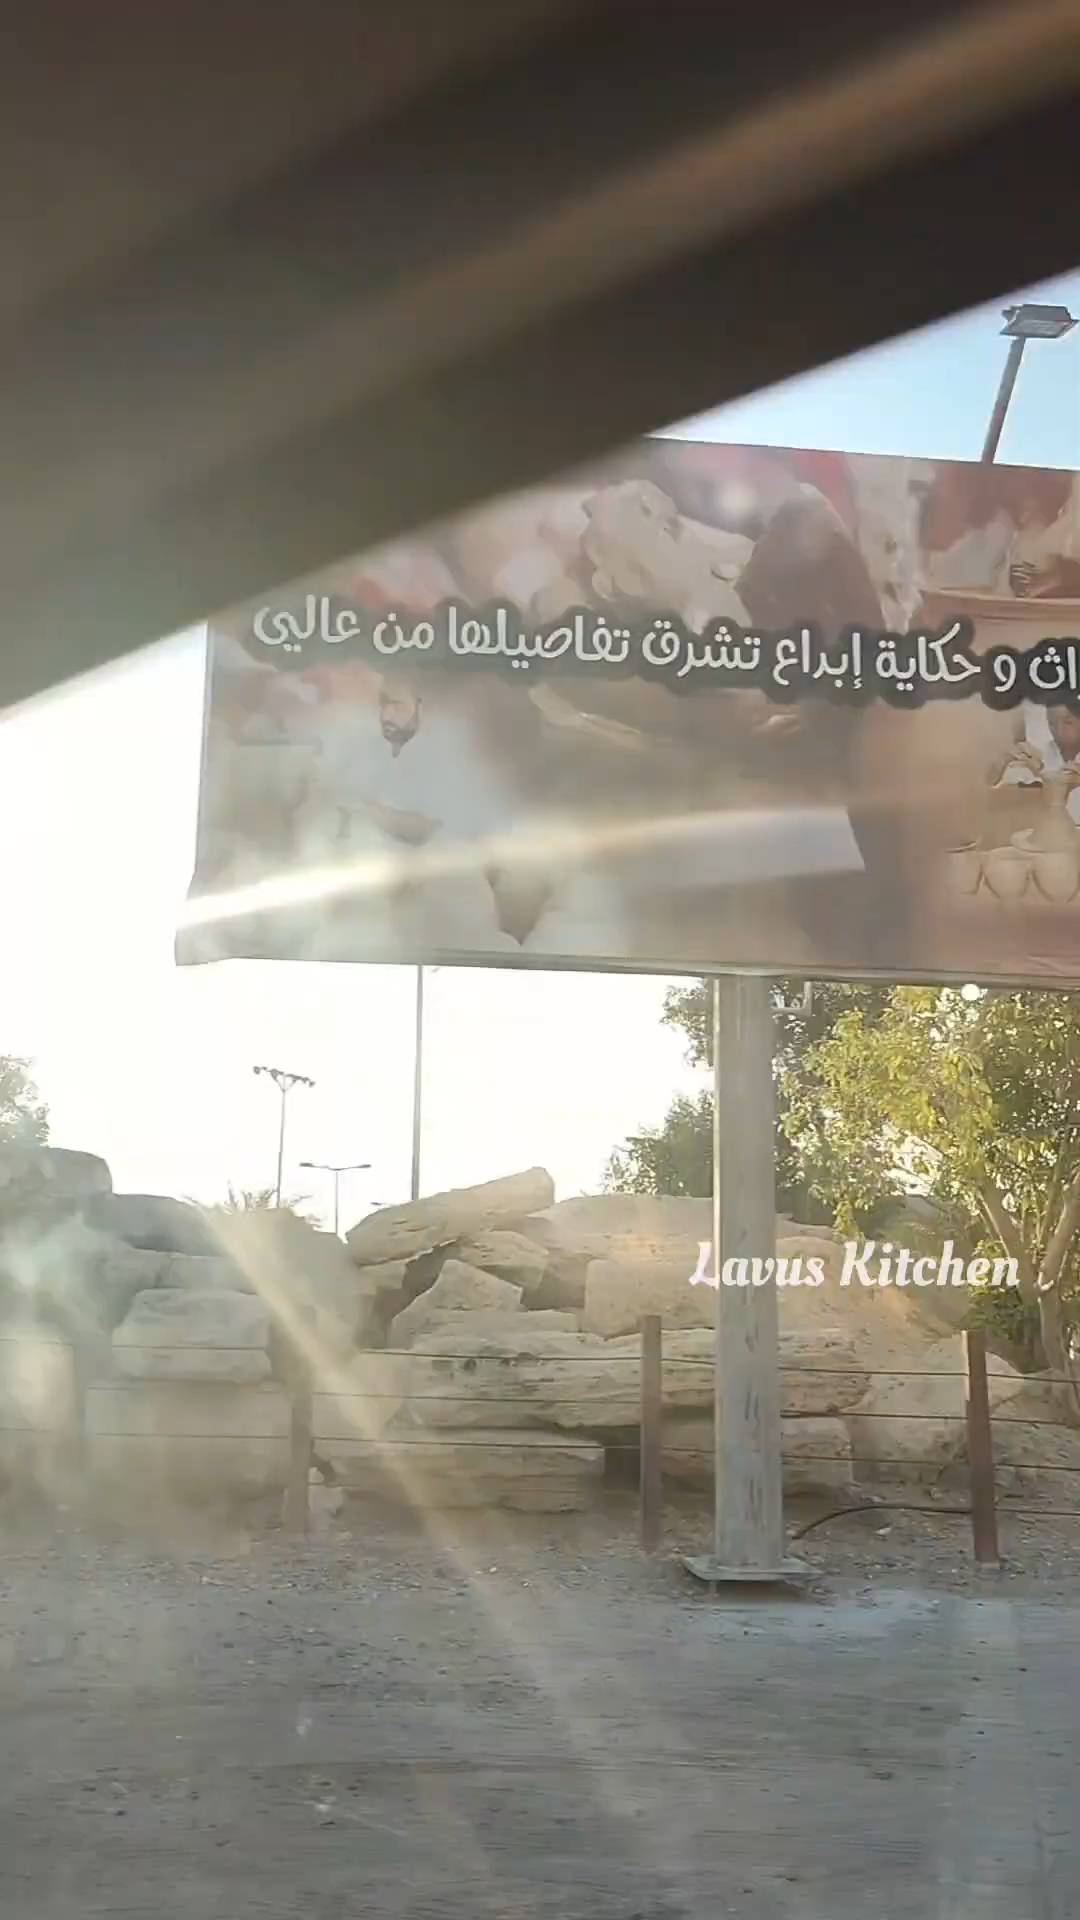 و حكاية إبداع تشرق تفاصيلها من عالي
Lavus Kitchen